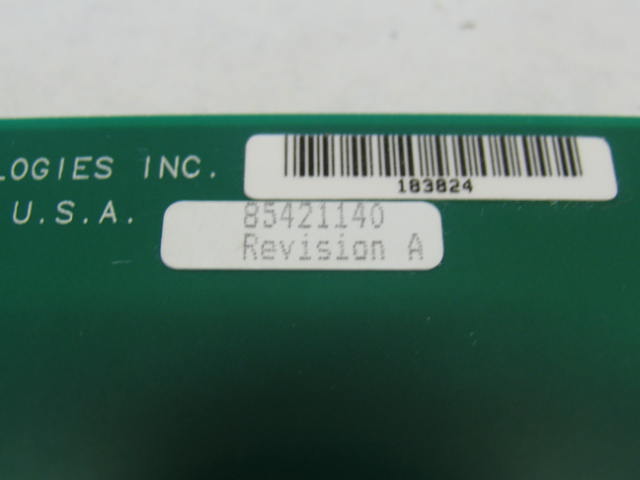 LOGIES INC.
U.S.A.
183824
85421140
Revision A